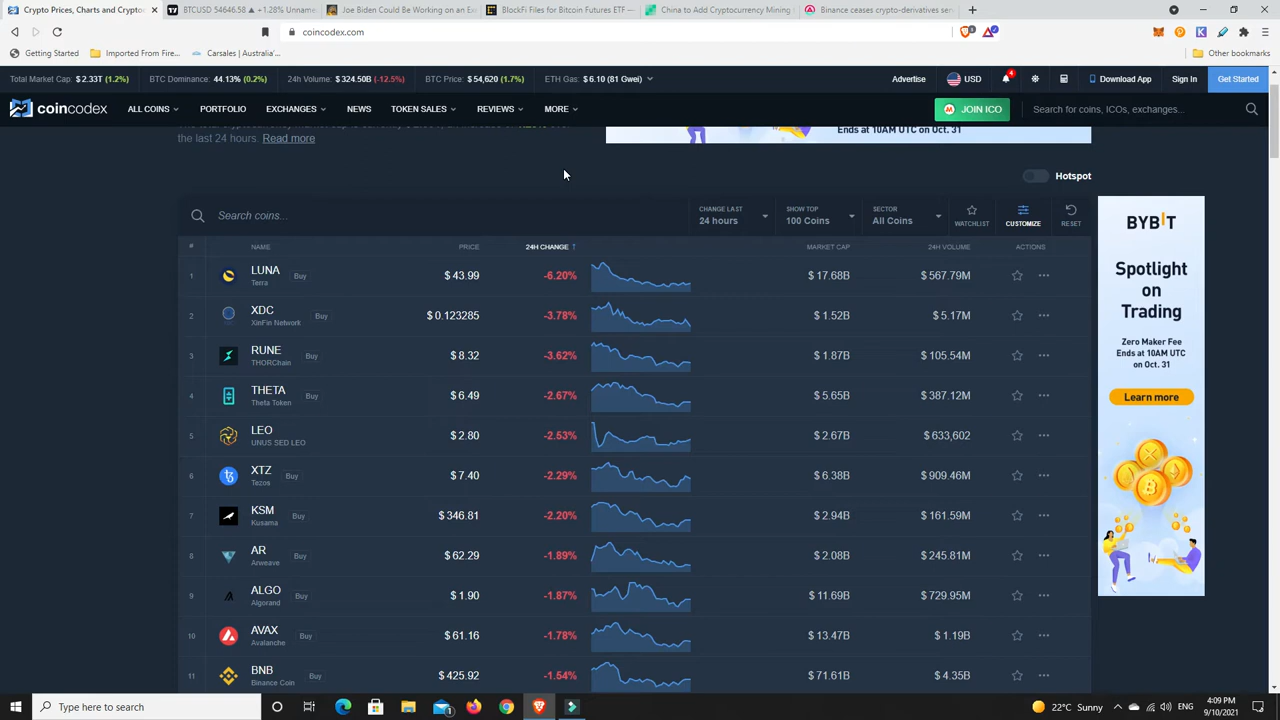 Crypto Prices, Charts and Cryptocur
BTCUSD 54646.58 ▲ +1.28% Unname
Joe Biden Could Be Working on an Ex
BlockFi Files for Bitcoin Futures ETF —
China to Add Cryptocurrency Mining
Binance ceases crypto-derivatives ser
coincodex.com
Getting Started
Imported From Fire...
Carsales | Australia's...
Other bookmarks
Total Market Cap: $ 2.33T (1.2%)
BTC Dominance: 44.13% (0.2%)
24h Volume: $ 324.50B (-12.5%)
BTC Price: $ 54,620 (1.7%)
ETH Gas: $ 6.10 (81 Gwei)
Advertise
USD
4
Download App
Sign In
Get Started
coincodex
ALL COINS
PORTFOLIO
EXCHANGES
NEWS
TOKEN SALES
REVIEWS
MORE
JOIN ICO
Search for coins, ICOs, exchanges...
the last 24 hours. Read more
Ends at 10AM UTC on Oct. 31
Hotspot
Search coins...
CHANGE LAST
24 hours
SHOW TOP
100 Coins
SECTOR
All Coins
WATCHLIST
CUSTOMIZE
RESET
# NAME PRICE 24H CHANGE ↑ MARKET CAP 24H VOLUME ACTIONS
1 LUNA Buy $ 43.99 -6.20% $ 17.68B $ 567.79M
Terra
2 XDC Buy $ 0.123285 -3.78% $ 1.52B $ 5.17M
XinFin Network
3 RUNE Buy $ 8.32 -3.62% $ 1.87B $ 105.54M
THORChain
4 THETA Buy $ 6.49 -2.67% $ 5.65B $ 387.12M
Theta Token
5 LEO $ 2.80 -2.53% $ 2.67B $ 633,602
UNUS SED LEO
6 XTZ Buy $ 7.40 -2.29% $ 6.38B $ 909.46M
Tezos
7 KSM Buy $ 346.81 -2.20% $ 2.94B $ 161.59M
Kusama
8 AR Buy $ 62.29 -1.89% $ 2.08B $ 245.81M
Arweave
9 ALGO Buy $ 1.90 -1.87% $ 11.69B $ 729.95M
Algorand
10 AVAX Buy $ 61.16 -1.78% $ 13.47B $ 1.19B
Avalanche
11 BNB Buy $ 425.92 -1.54% $ 71.61B $ 4.35B
Binance Coin
BYBIT
Spotlight
on
Trading
Zero Maker Fee
Ends at 10AM UTC
on Oct. 31
Learn more
Type here to search
22°C Sunny
4:09 PM
9/10/2021